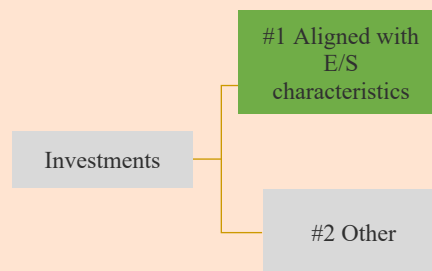 #1 Aligned with
E/S
characteristics
Investments
#2 Other